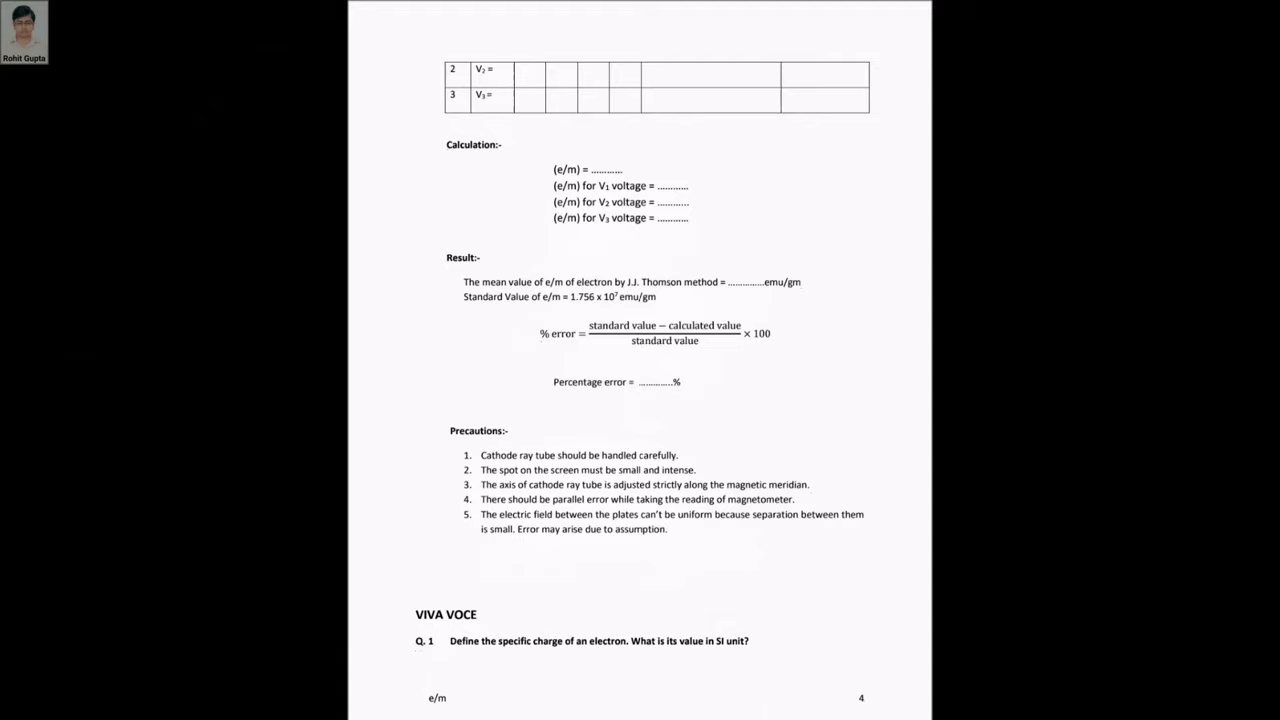 Rohit Gupta
2 V₂ =
3 V₃=
Calculation:-
(e/m) = ............
(e/m) for V₁ voltage = ............
(e/m) for V₂ voltage = ............
(e/m) for V₃ voltage = ............
Result:-
The mean value of e/m of electron by J.J. Thomson method = ..............emu/gm
Standard Value of e/m = 1.756 x 10⁷ emu/gm
% error = (standard value − calculated value / standard value) × 100
Percentage error = .............%
Precautions:-
1. Cathode ray tube should be handled carefully.
2. The spot on the screen must be small and intense.
3. The axis of cathode ray tube is adjusted strictly along the magnetic meridian.
4. There should be parallel error while taking the reading of magnetometer.
5. The electric field between the plates can't be uniform because separation between them
is small. Error may arise due to assumption.
VIVA VOCE
Q. 1 Define the specific charge of an electron. What is its value in SI unit?
e/m 4